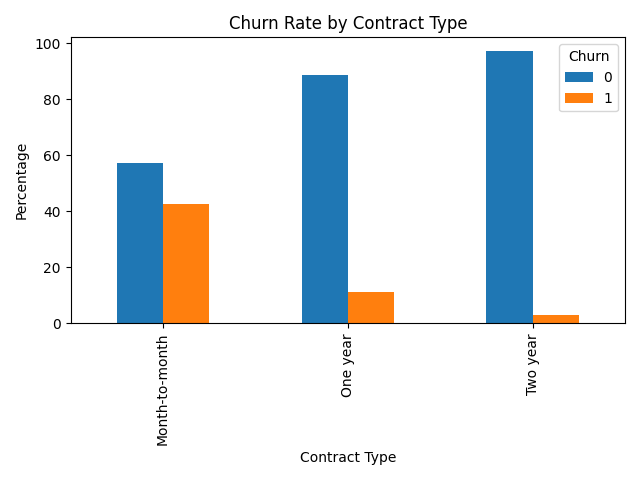 Churn Rate by Contract Type
Churn
0
1
Percentage
100
80
60
40
20
0
Month-to-month
One year
Two year
Contract Type